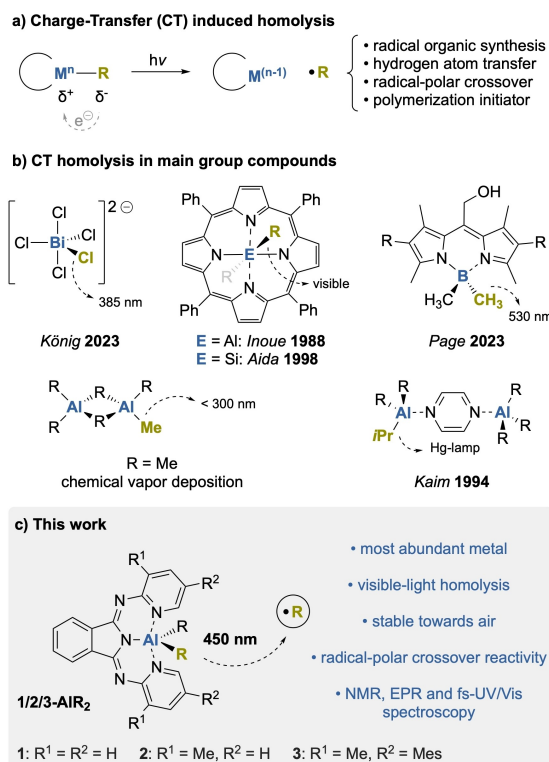 a) Charge-Transfer (CT) induced homolysis
Mⁿ R
δ⁺ δ⁻
e⊖
hν
M⁽ⁿ⁻¹⁾ •R
• radical organic synthesis
• hydrogen atom transfer
• radical-polar crossover
• polymerization initiator
b) CT homolysis in main group compounds
2 ⊖
Cl
Cl Bi Cl
Cl
Cl
385 nm
König 2023
Ph Ph
N
R
N E N
R
N
visible
Ph Ph
E = Al: Inoue 1988
E = Si: Aida 1998
OH
R R
N N
B
H₃C CH₃
530 nm
Page 2023
R R R
Al Al
R R Me
< 300 nm
R = Me
chemical vapor deposition
R R
Al N N Al R
iPr R R
Hg-lamp
Kaim 1994
c) This work
R¹
R²
N N
N Al R
R
N N
R²
R¹
450 nm
•R
1/2/3-AlR₂
• most abundant metal
• visible-light homolysis
• stable towards air
• radical-polar crossover reactivity
• NMR, EPR and fs-UV/Vis
spectroscopy
1: R¹ = R² = H 2: R¹ = Me, R² = H 3: R¹ = Me, R² = Mes